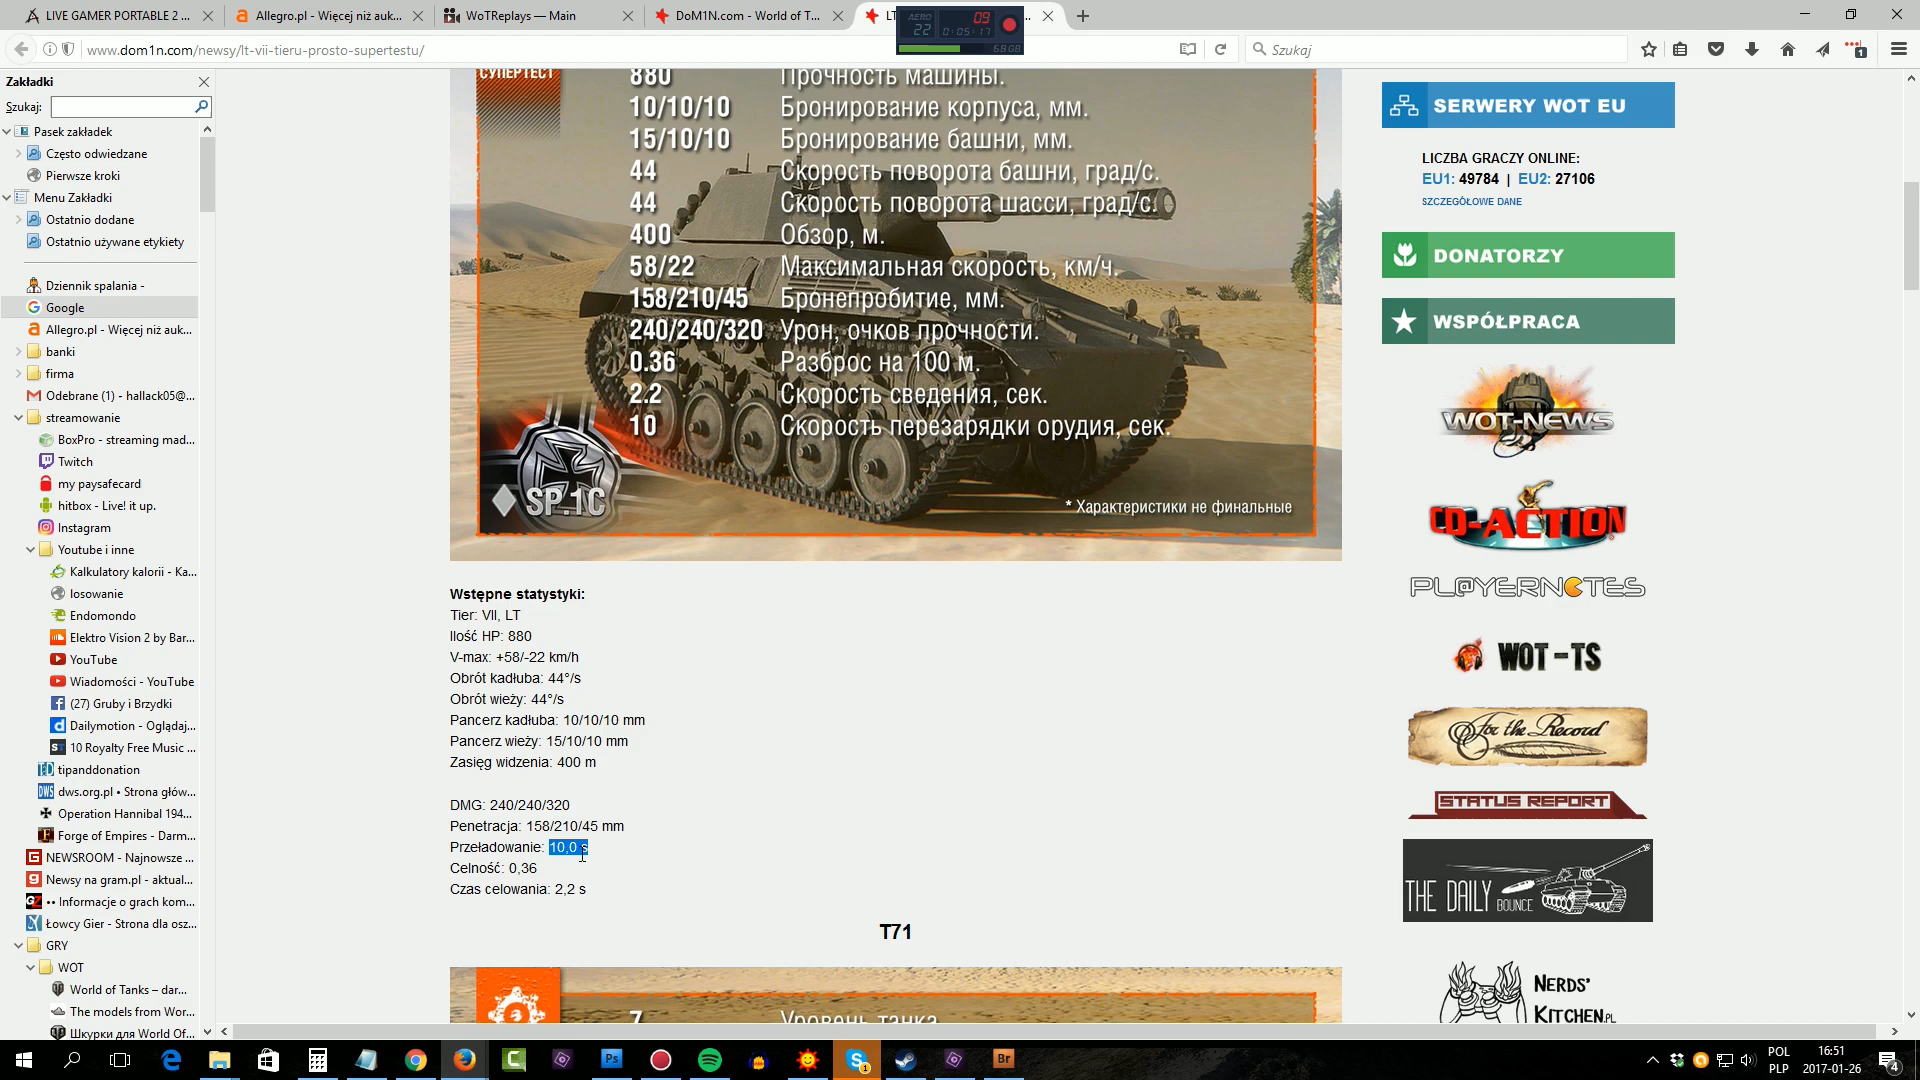 LIVE GAMER PORTABLE 2 ...
Allegro.pl - Więcej niż auk...
WoTReplays — Main
DoM1N.com - World of T...
LT
AERO
22
09
0:05:17
68GB
www.dom1n.com/newsy/lt-vii-tieru-prosto-supertestu/
Szukaj
Zakładki
Szukaj:
Pasek zakładek
Często odwiedzane
Pierwsze kroki
Menu Zakładki
Ostatnio dodane
Ostatnio używane etykiety
Dziennik spalania -
Google
Allegro.pl - Więcej niż auk...
banki
firma
Odebrane (1) - hallack05@...
streamowanie
BoxPro - streaming mad...
Twitch
my paysafecard
hitbox - Live! it up.
Instagram
Youtube i inne
Kalkulatory kalorii - Ka...
losowanie
Endomondo
Elektro Vision 2 by Bar...
YouTube
Wiadomości - YouTube
(27) Gruby i Brzydki
Dailymotion - Oglądaj...
10 Royalty Free Music ...
tipanddonation
dws.org.pl • Strona głów...
Operation Hannibal 194...
Forge of Empires - Darm...
NEWSROOM - Najnowsze ...
Newsy na gram.pl - aktual...
•• Informacje o grach kom...
Łowcy Gier - Strona dla osz...
GRY
WOT
World of Tanks – dar...
The models from Wor...
Шкурки для World Of...
СУПЕРТЕСТ
880 Прочность машины.
10/10/10 Бронирование корпуса, мм.
15/10/10 Бронирование башни, мм.
44 Скорость поворота башни, град/с.
44 Скорость поворота шасси, град/с.
400 Обзор, м.
58/22 Максимальная скорость, км/ч.
158/210/45 Бронепробитие, мм.
240/240/320 Урон, очков прочности.
0.36 Разброс на 100 м.
2.2 Скорость сведения, сек.
10 Скорость перезарядки орудия, сек.
SP.1C
* Характеристики не финальные
Wstępne statystyki:
Tier: VII, LT
Ilość HP: 880
V-max: +58/-22 km/h
Obrót kadłuba: 44°/s
Obrót wieży: 44°/s
Pancerz kadłuba: 10/10/10 mm
Pancerz wieży: 15/10/10 mm
Zasięg widzenia: 400 m
DMG: 240/240/320
Penetracja: 158/210/45 mm
Przeładowanie: 10,0 s
Celność: 0,36
Czas celowania: 2,2 s
T71
7 Уровень танка
SERWERY WOT EU
LICZBA GRACZY ONLINE:
EU1: 49784 | EU2: 27106
SZCZEGÓŁOWE DANE
DONATORZY
WSPÓŁPRACA
WOT-NEWS
CD-ACTION
PL@YERNOTES
WOT-TS
For the Record
STATUS REPORT
THE DAILY BOUNCE
NERDS'
KITCHEN.PL
POL
PLP
16:51
2017-01-26
4